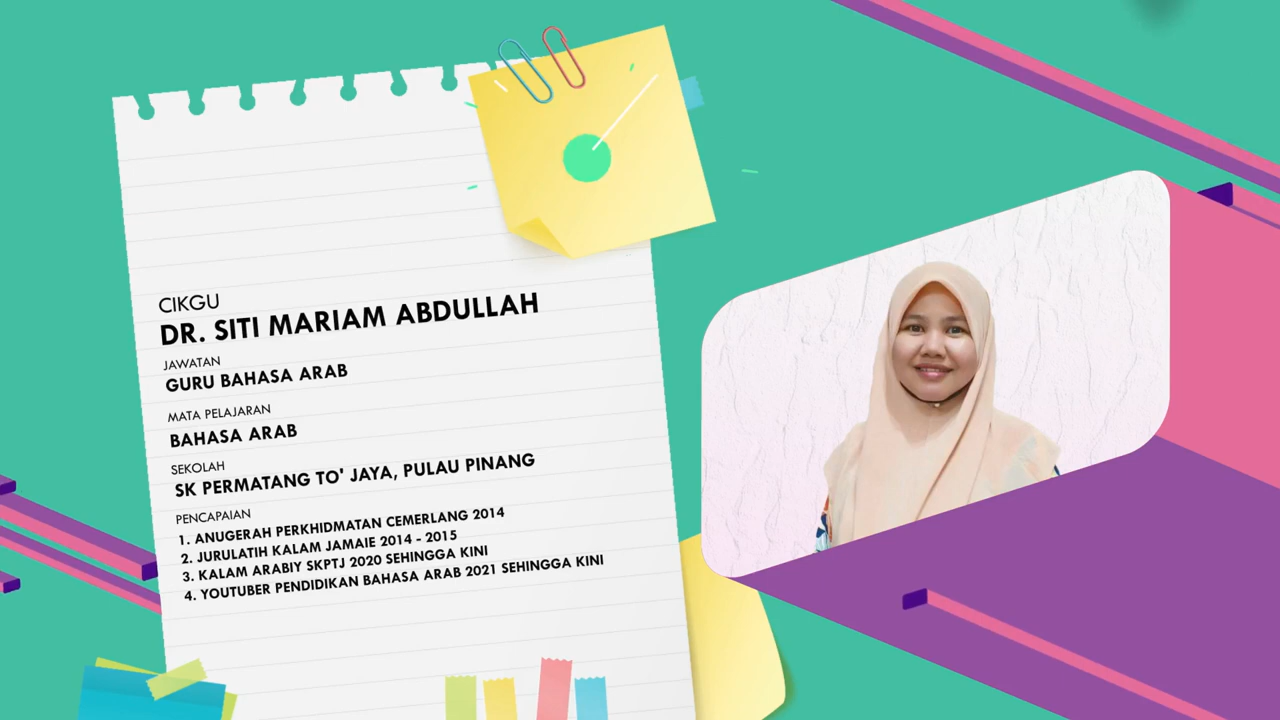 CIKGU
DR. SITI MARIAM ABDULLAH
JAWATAN
GURU BAHASA ARAB
MATA PELAJARAN
BAHASA ARAB
SEKOLAH
SK PERMATANG TO' JAYA, PULAU PINANG
PENCAPAIAN
1. ANUGERAH PERKHIDMATAN CEMERLANG 2014
2. JURULATIH KALAM JAMAIE 2014 - 2015
3. KALAM ARABIY SKPTJ 2020 SEHINGGA KINI
4. YOUTUBER PENDIDIKAN BAHASA ARAB 2021 SEHINGGA KINI